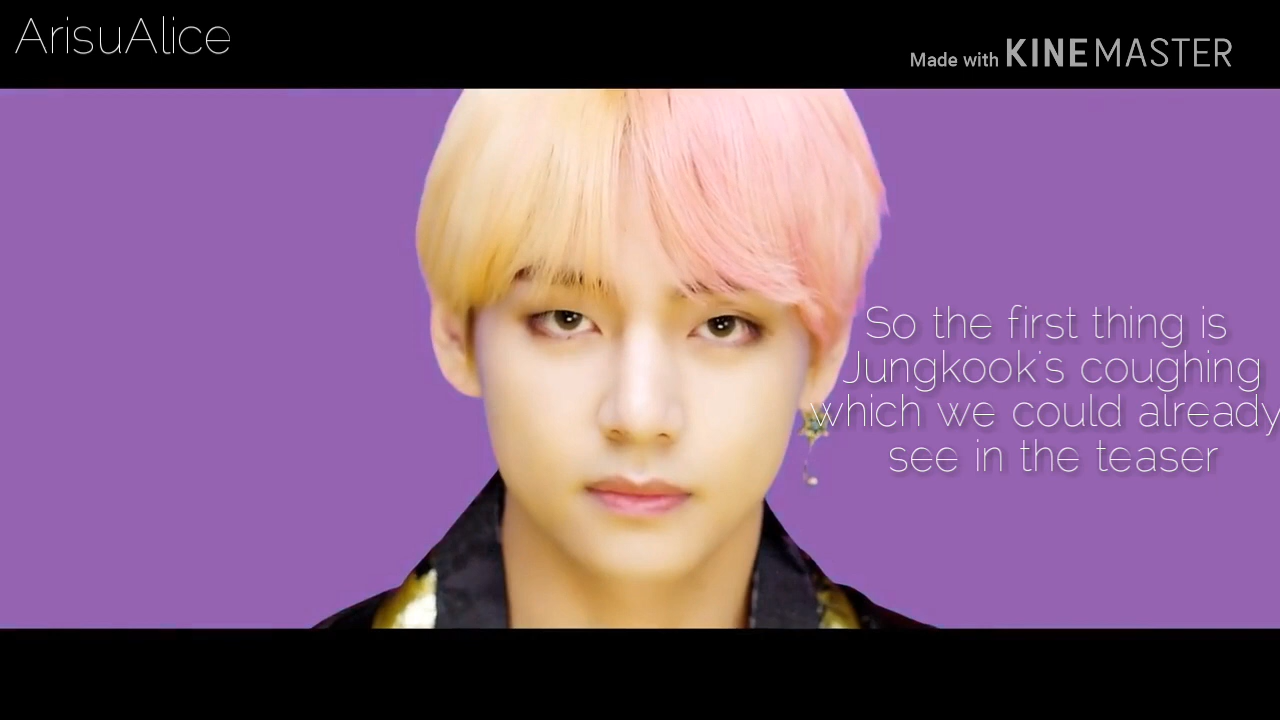 ArisuAlice
Made with KINEMASTER
So the first thing is
Jungkook's coughing
which we could already
see in the teaser